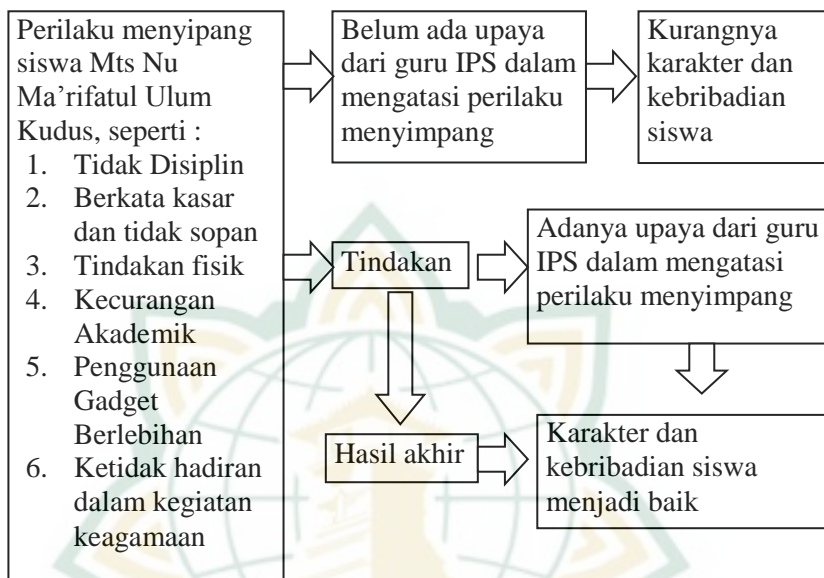 Perilaku menyipang
siswa Mts Nu
Ma'rifatul Ulum
Kudus, seperti :
1. Tidak Disiplin
2. Berkata kasar
dan tidak sopan
3. Tindakan fisik
4. Kecurangan
Akademik
5. Penggunaan
Gadget
Berlebihan
6. Ketidak hadiran
dalam kegiatan
keagamaan
Belum ada upaya
dari guru IPS dalam
mengatasi perilaku
menyimpang
Kurangnya
karakter dan
kebribadian
siswa
Tindakan
Adanya upaya dari guru
IPS dalam mengatasi
perilaku menyimpang
Hasil akhir
Karakter dan
kebribadian siswa
menjadi baik